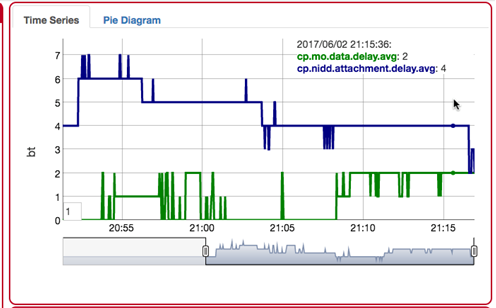 Time Series Pie Diagram
2017/06/02 21:15:36:
cp.mo.data.delay.avg: 2
cp.nidd.attachment.delay.avg: 4
7
6
5
4
3
2
1
0
bt
1
20:55 21:00 21:05 21:10 21:15